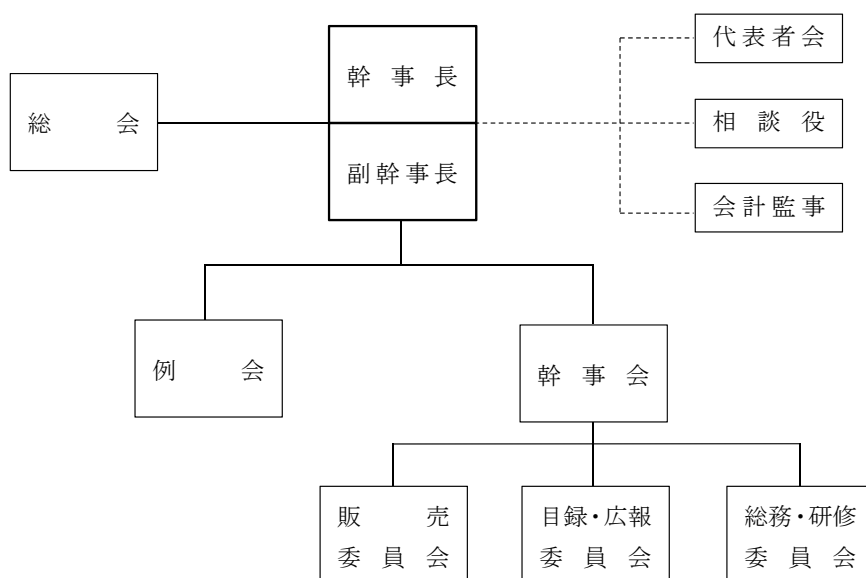 代表者会
幹事長
総会
相談役
副幹事長
会計監事
例会
幹事会
販売
委員会
目録・広報
委員会
総務・研修
委員会